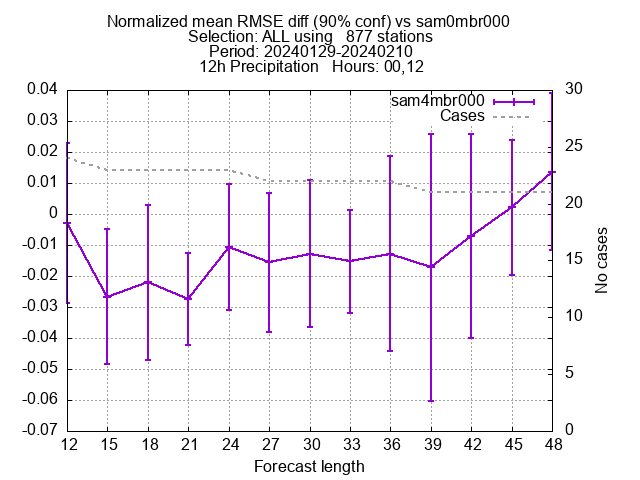 Normalized mean RMSE diff (90% conf) vs sam0mbr000
Selection: ALL using   877 stations
Period: 20240129-20240210
12h Precipitation   Hours: 00,12
sam4mbr000
Cases
0.04
0.03
0.02
0.01
0
-0.01
-0.02
-0.03
-0.04
-0.05
-0.06
-0.07
30
25
20
15
10
5
0
No cases
12 15 18 21 24 27 30 33 36 39 42 45 48
Forecast length